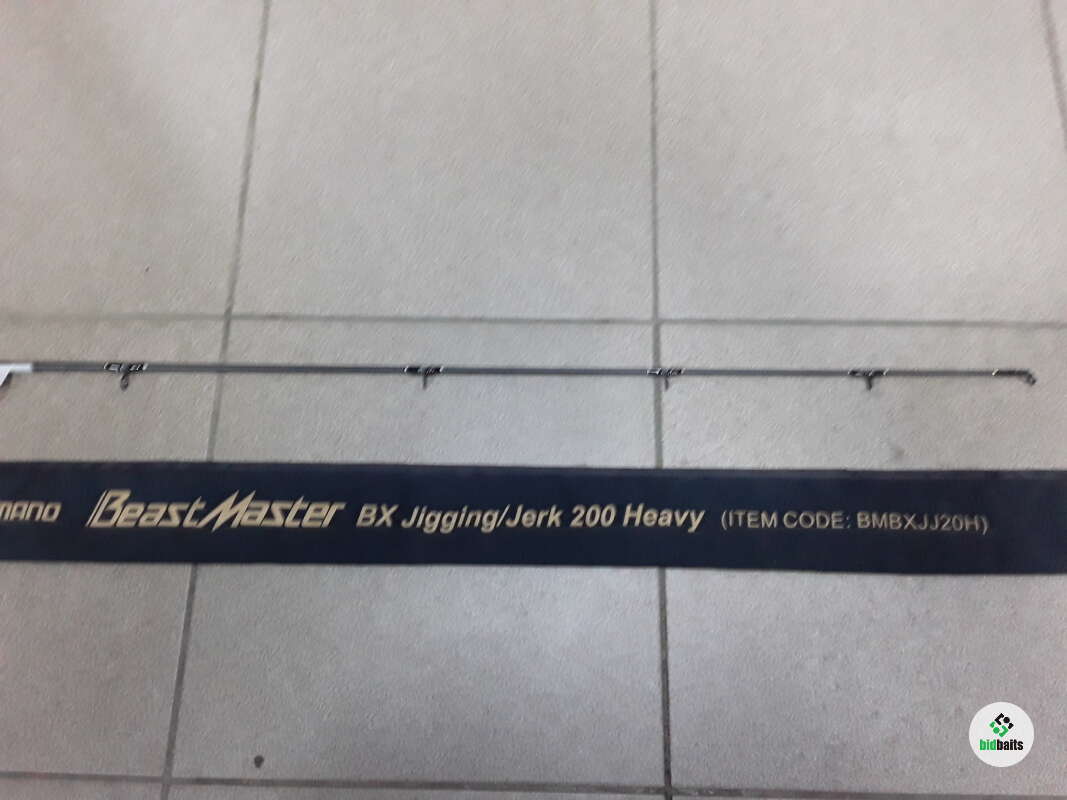 MANO BeastMaster BX Jigging/Jerk 200 Heavy (ITEM CODE: BMBXJJ20H)
bidbaits